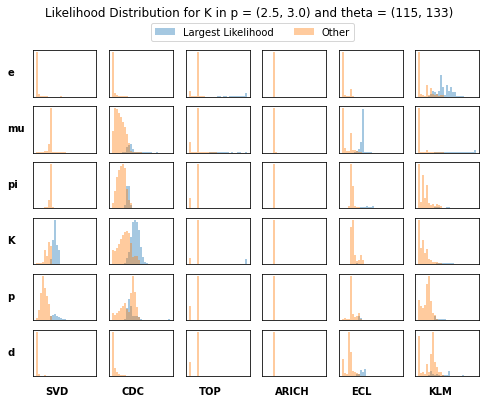 Likelihood Distribution for K in p = (2.5, 3.0) and theta = (115, 133)
Largest Likelihood Other
e
mu
pi
K
p
d
SVD CDC TOP ARICH ECL KLM